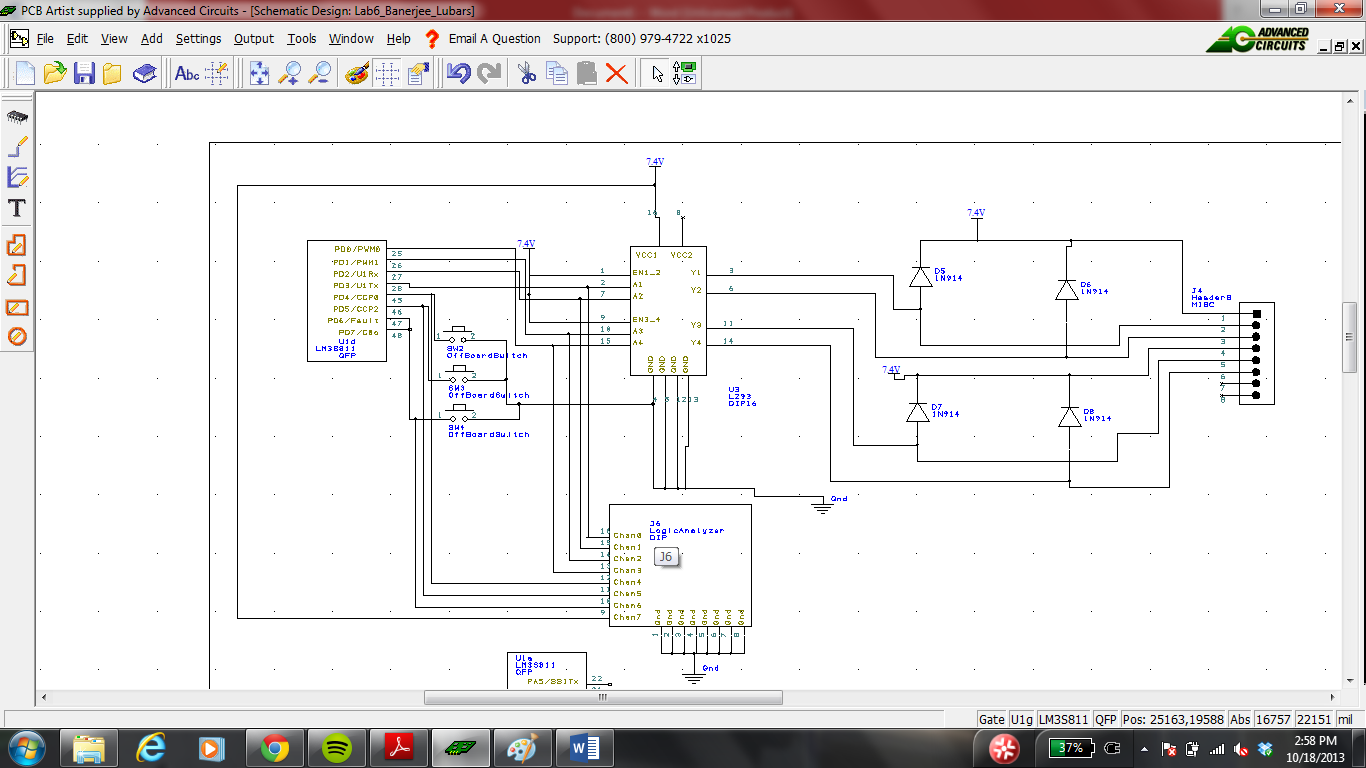 PCB Artist supplied by Advanced Circuits - [Schematic Design: Lab6_Banerjee_Lubars]
File Edit View Add Settings Output Tools Window Help ? Email A Question Support: (800) 979-4722 x1025
ADVANCED CIRCUITS
Abc
T
7.4V
8
7.4V
PD0/PWM0 25
PD1/PWM1 26
PD2/U1Rx 27
PD3/U1Tx 28
PD4/CCP0 45
PD5/CCP2 46
PD6/Fault 47
PD7/C0o 48
U1d
LM3S811
QFP
7.4V
VCC1 VCC2
1 EN1_2 Y1 3
2 A1 Y2 6
7 A2
9 EN3_4 Y3 11
10 A3
15 A4 Y4 14
GND GND GND GND
4 5 12 13
U3
L293
DIP16
1 2
SW2
OffBoardSwitch
1 2
SW3
OffBoardSwitch
1 2
SW4
OffBoardSwitch
D5
1N914
D6
1N914
7.4V
D7
1N914
D8
1N914
J4
Header8
MISC
1
2
3
4
5
6
7
8
Gnd
J6
LogicAnalyzer
DIP
J6
16 Chan0
15 Chan1
14 Chan2
13 Chan3
12 Chan4
11 Chan5
10 Chan6
9 Chan7
Gnd Gnd Gnd Gnd Gnd Gnd Gnd Gnd
1 2 3 4 5 6 7 8
Gnd
U1a
LM3S811
QFP
PA5/SSITx 22
Gate U1g LM3S811 QFP Pos: 25163,19588 Abs 16757 22151 mil
37%
2:58 PM
10/18/2013